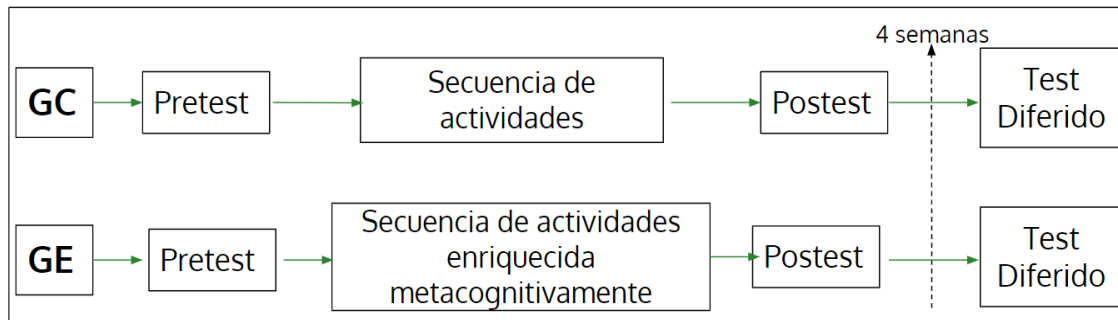 4 semanas
GC
Pretest
Secuencia de
actividades
Postest
Test
Diferido
GE
Pretest
Secuencia de actividades
enriquecida
metacognitivamente
Postest
Test
Diferido